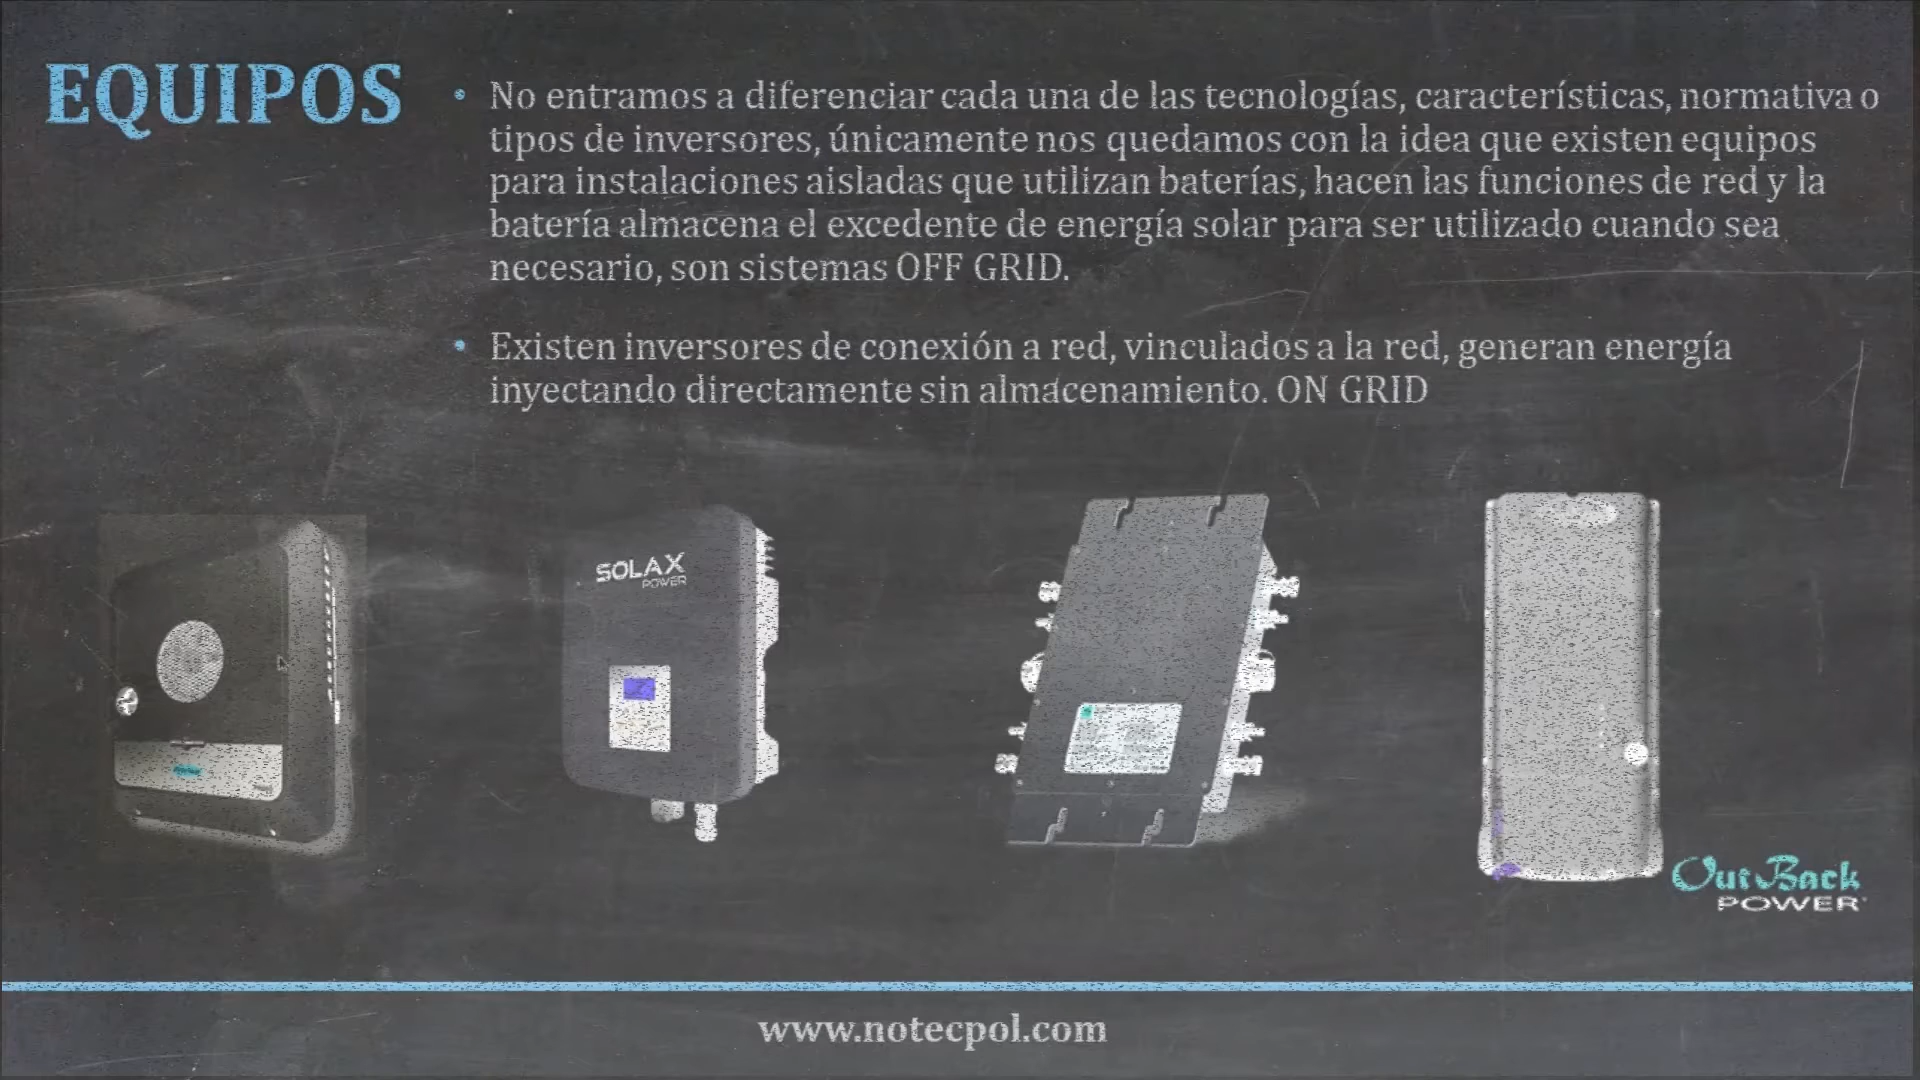 EQUIPOS
• No entramos a diferenciar cada una de las tecnologías, características, normativa o
tipos de inversores, únicamente nos quedamos con la idea que existen equipos
para instalaciones aisladas que utilizan baterías, hacen las funciones de red y la
batería almacena el excedente de energía solar para ser utilizado cuando sea
necesario, son sistemas OFF GRID.
• Existen inversores de conexión a red, vinculados a la red, generan energía
inyectando directamente sin almacenamiento. ON GRID
SOLAX
POWER
OutBack
POWER
www.notecpol.com